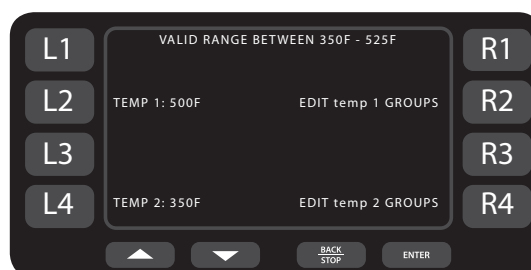 L1
VALID RANGE BETWEEN 350F - 525F
R1
L2
TEMP 1: 500F
EDIT temp 1 GROUPS
R2
L3
R3
L4
TEMP 2: 350F
EDIT temp 2 GROUPS
R4
BACK
STOP
ENTER